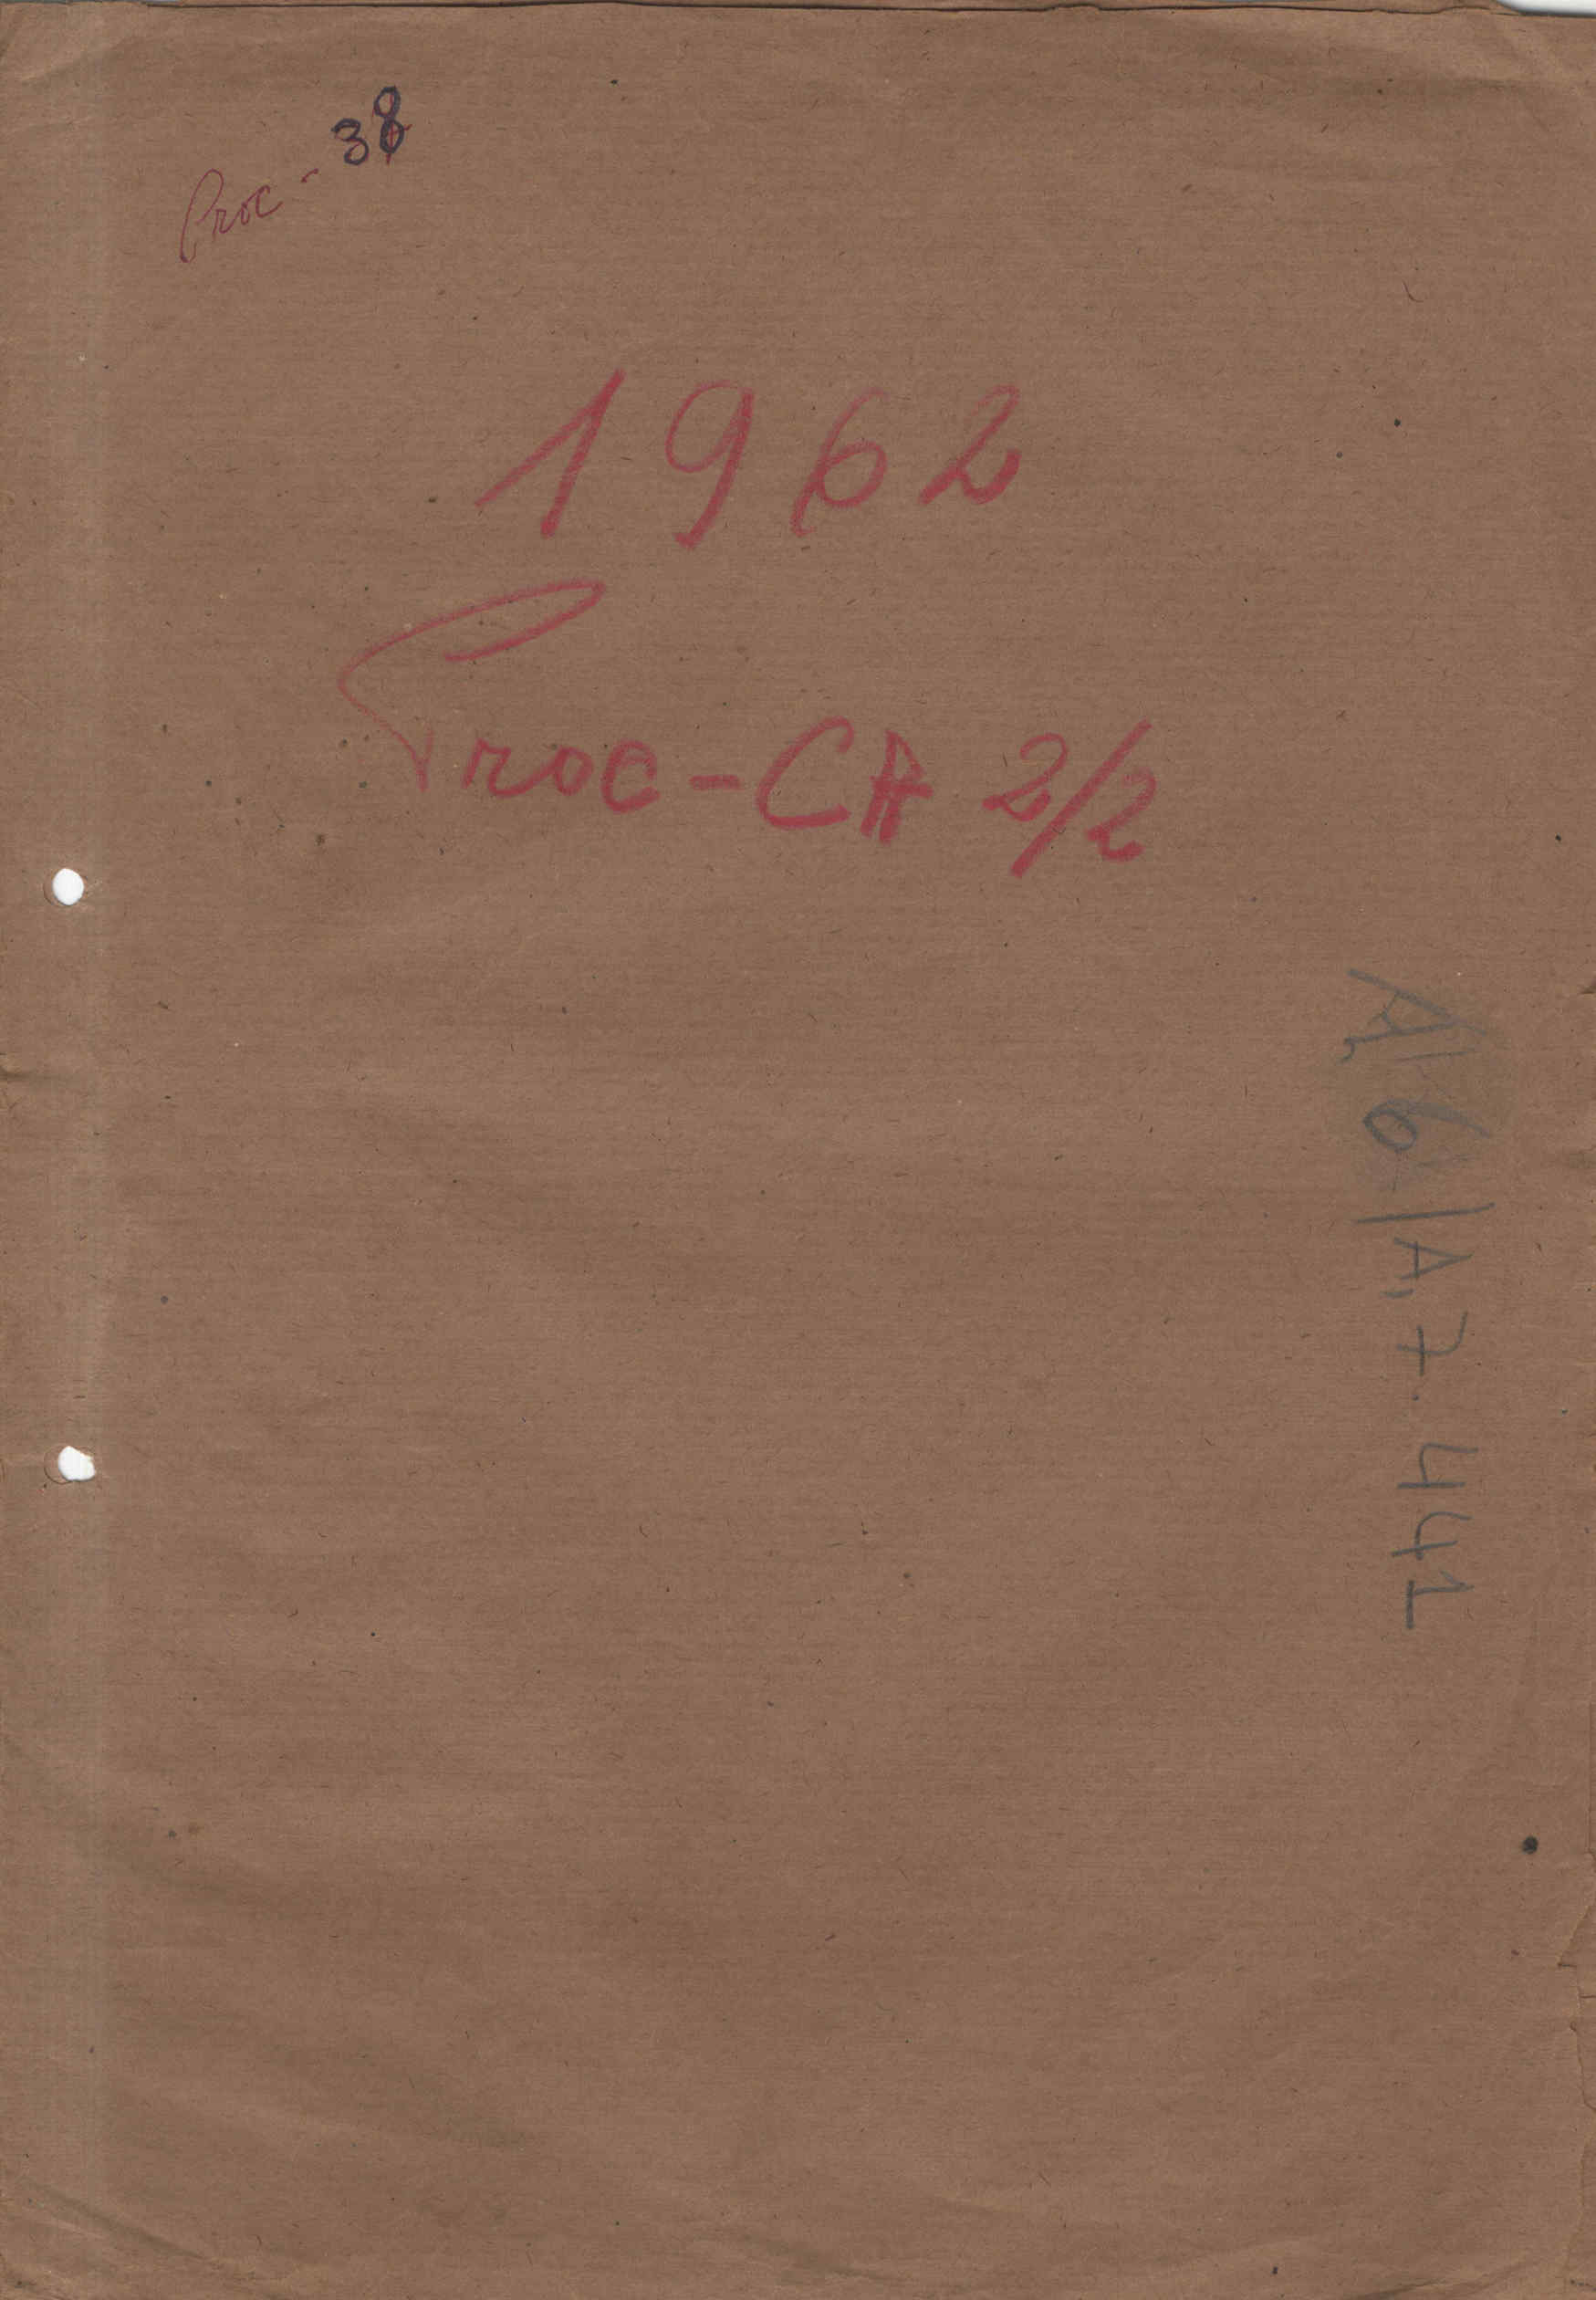 Proc - 38
1962
Proc - CA 2/2
A, 6/A, 7. 441